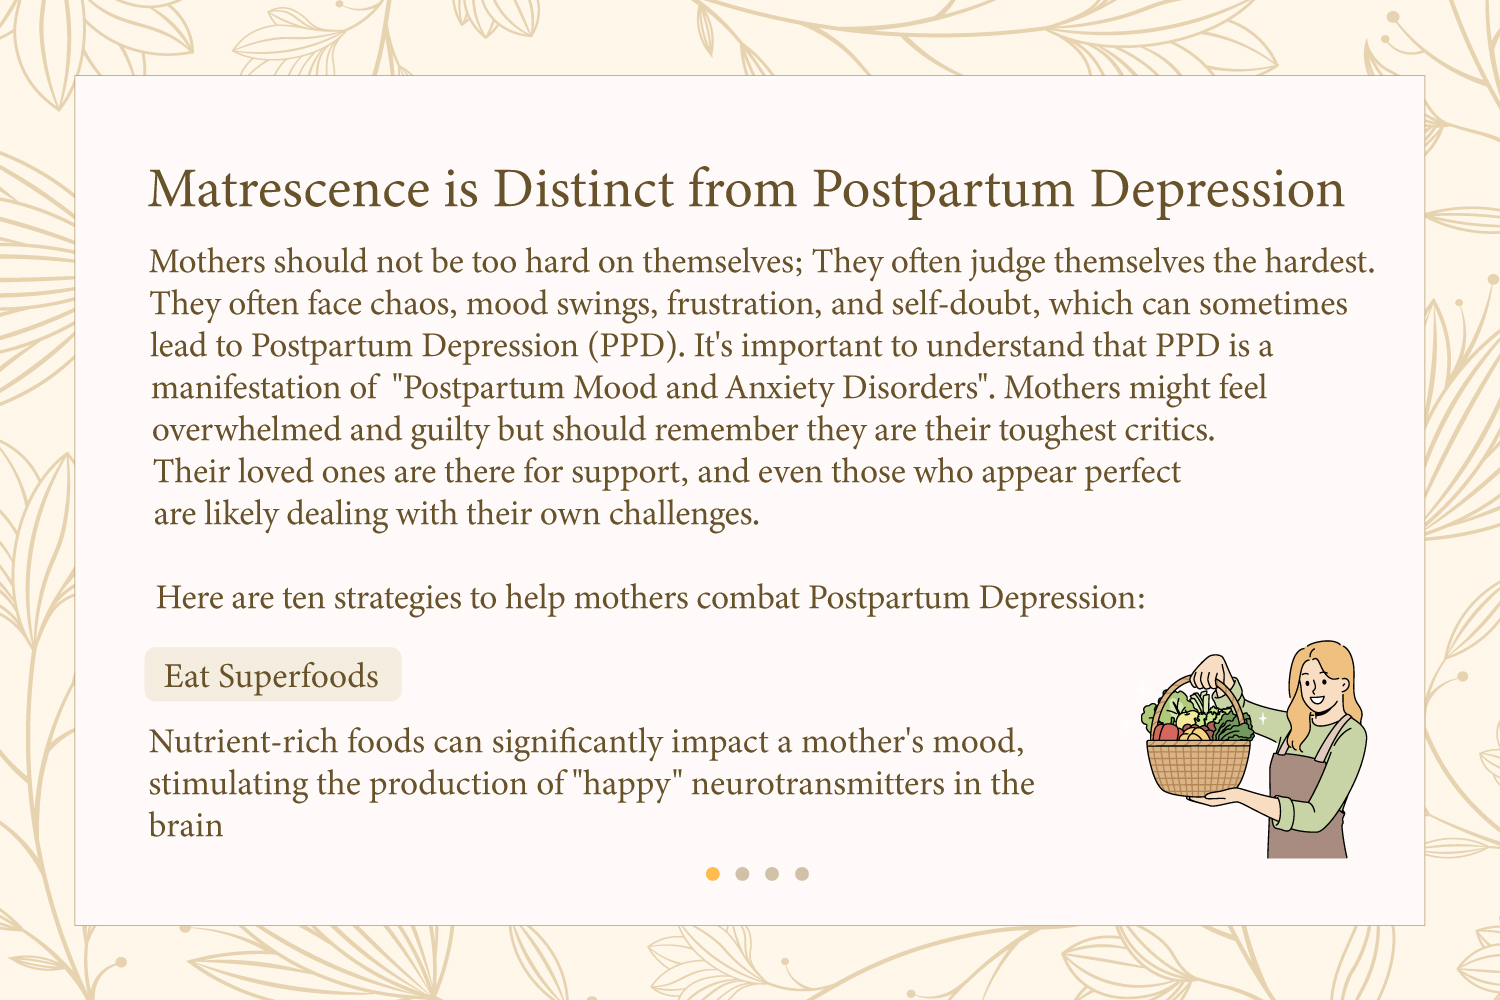 Matrescence is Distinct from Postpartum Depression
Mothers should not be too hard on themselves; They often judge themselves the hardest.
They often face chaos, mood swings, frustration, and self-doubt, which can sometimes
lead to Postpartum Depression (PPD). It's important to understand that PPD is a
manifestation of "Postpartum Mood and Anxiety Disorders". Mothers might feel
overwhelmed and guilty but should remember they are their toughest critics.
Their loved ones are there for support, and even those who appear perfect
are likely dealing with their own challenges.
Here are ten strategies to help mothers combat Postpartum Depression:
Eat Superfoods
Nutrient-rich foods can significantly impact a mother's mood,
stimulating the production of "happy" neurotransmitters in the
brain